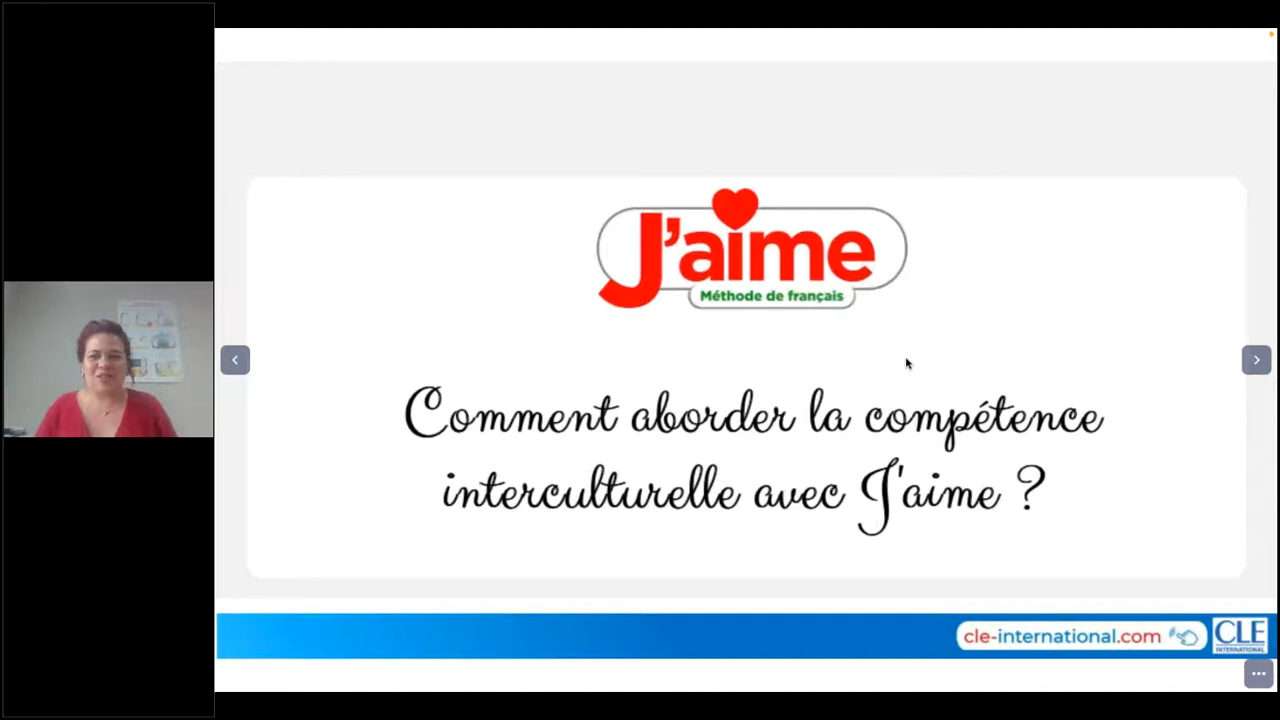 J'aime
Méthode de français
Comment aborder la compétence
interculturelle avec J'aime ?
cle-international.com
CLE
INTERNATIONAL